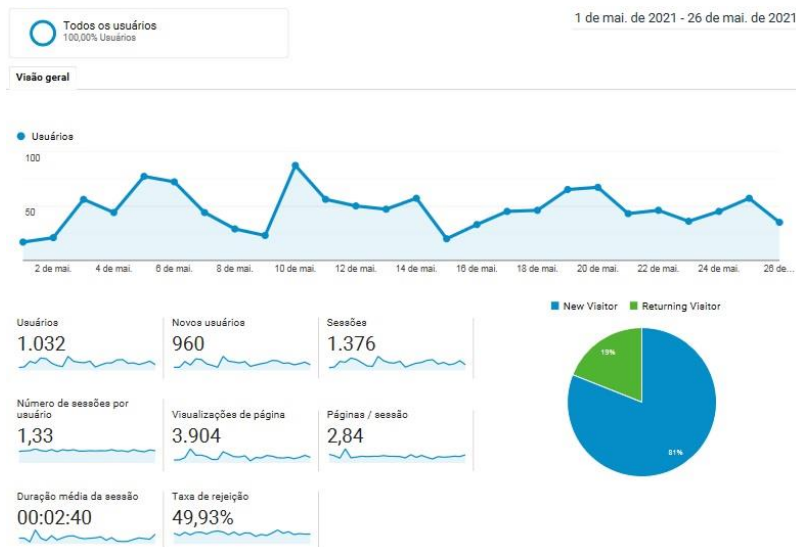 Todos os usuários
100,00% Usuários
1 de mai. de 2021 - 26 de mai. de 2021
Visão geral
Usuários
100
50
2 de mai.
4 de mai.
6 de mai.
8 de mai.
10 de mai.
12 de mai.
14 de mai.
16 de mai.
18 de mai.
20 de mai.
22 de mai.
24 de mai.
26 de...
New Visitor
Returning Visitor
19%
81%
Usuários
1.032
Novos usuários
960
Sessões
1.376
Número de sessões por
usuário
1,33
Visualizações de página
3.904
Páginas / sessão
2,84
Duração média da sessão
00:02:40
Taxa de rejeição
49,93%